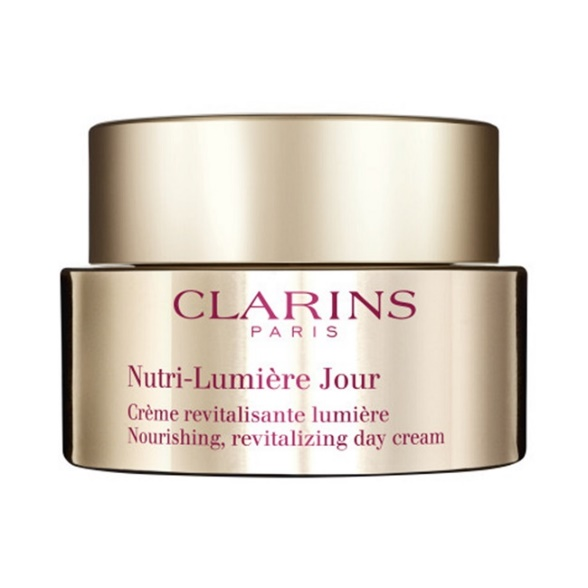 CLARINS
PARIS
Nutri-Lumière Jour
Crème revitalisante lumière
Nourishing, revitalizing day cream